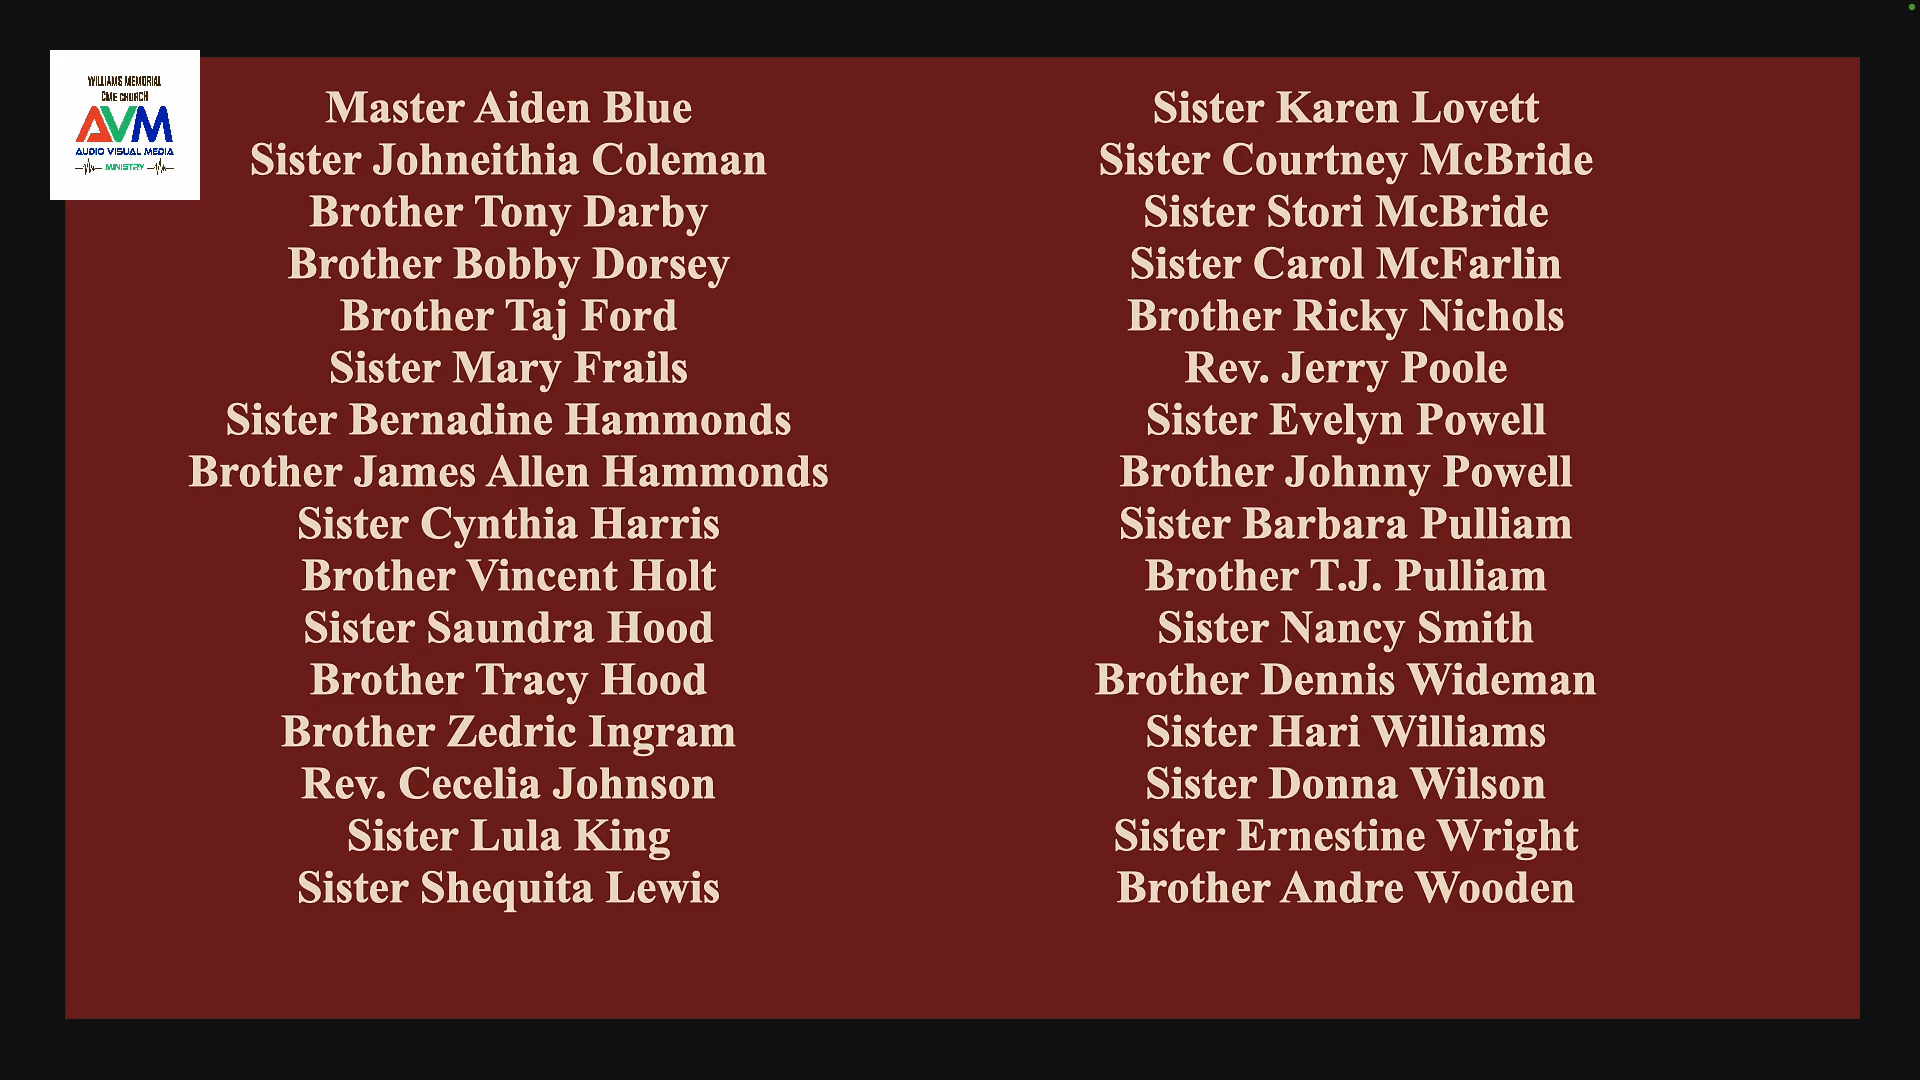 WILLIAMS MEMORIAL
CME CHURCH
AVM
AUDIO VISUAL MEDIA
MINISTRY
Master Aiden Blue
Sister Johneithia Coleman
Brother Tony Darby
Brother Bobby Dorsey
Brother Taj Ford
Sister Mary Frails
Sister Bernadine Hammonds
Brother James Allen Hammonds
Sister Cynthia Harris
Brother Vincent Holt
Sister Saundra Hood
Brother Tracy Hood
Brother Zedric Ingram
Rev. Cecelia Johnson
Sister Lula King
Sister Shequita Lewis
Sister Karen Lovett
Sister Courtney McBride
Sister Stori McBride
Sister Carol McFarlin
Brother Ricky Nichols
Rev. Jerry Poole
Sister Evelyn Powell
Brother Johnny Powell
Sister Barbara Pulliam
Brother T.J. Pulliam
Sister Nancy Smith
Brother Dennis Wideman
Sister Hari Williams
Sister Donna Wilson
Sister Ernestine Wright
Brother Andre Wooden